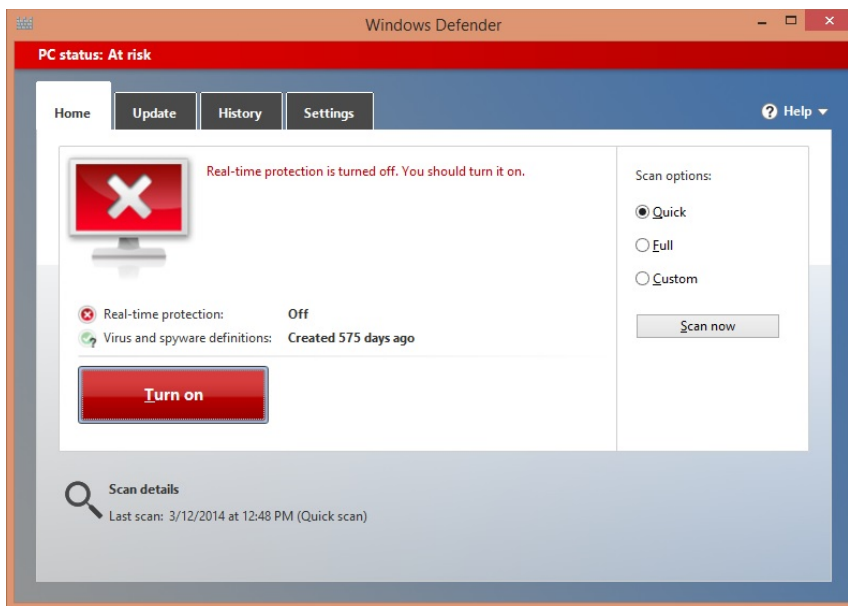 Windows Defender
PC status: At risk
Home Update History Settings Help
Real-time protection is turned off. You should turn it on.
Scan options:
Quick
Full
Custom
Scan now
Real-time protection: Off
Virus and spyware definitions: Created 575 days ago
Turn on
Scan details
Last scan: 3/12/2014 at 12:48 PM (Quick scan)